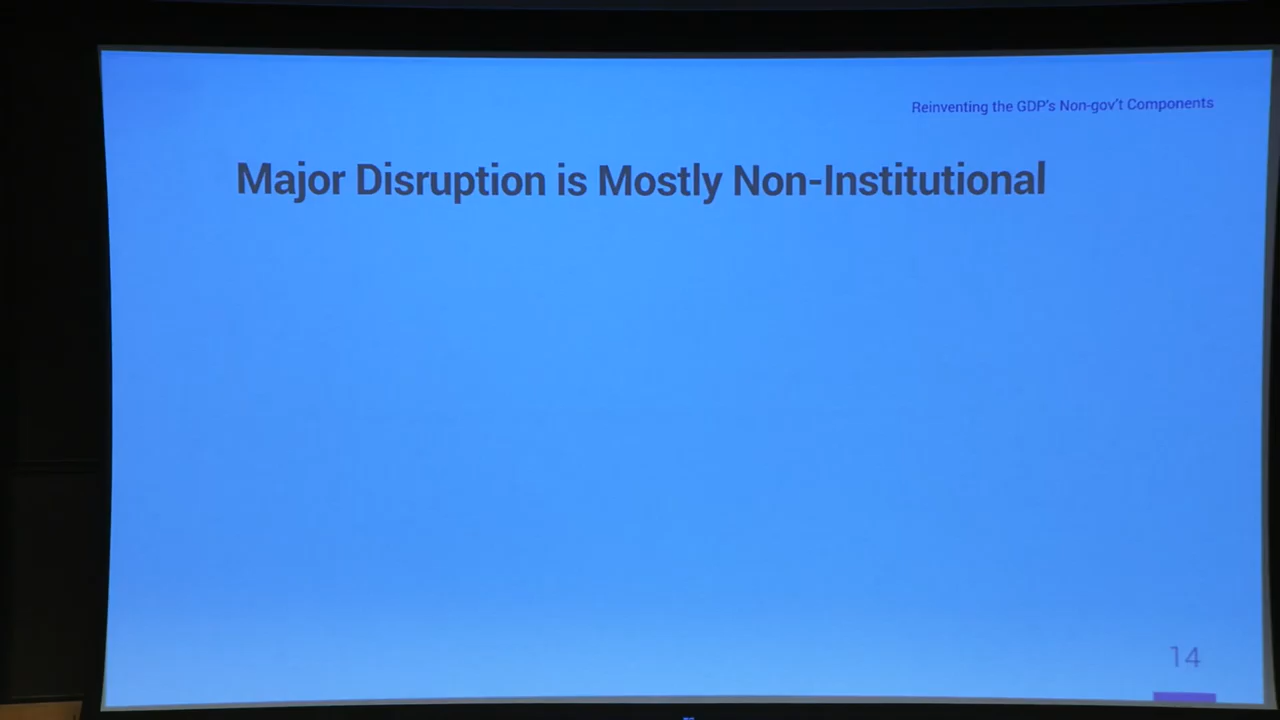 Reinventing the GDP's Non-gov't Components
Major Disruption is Mostly Non-Institutional
14